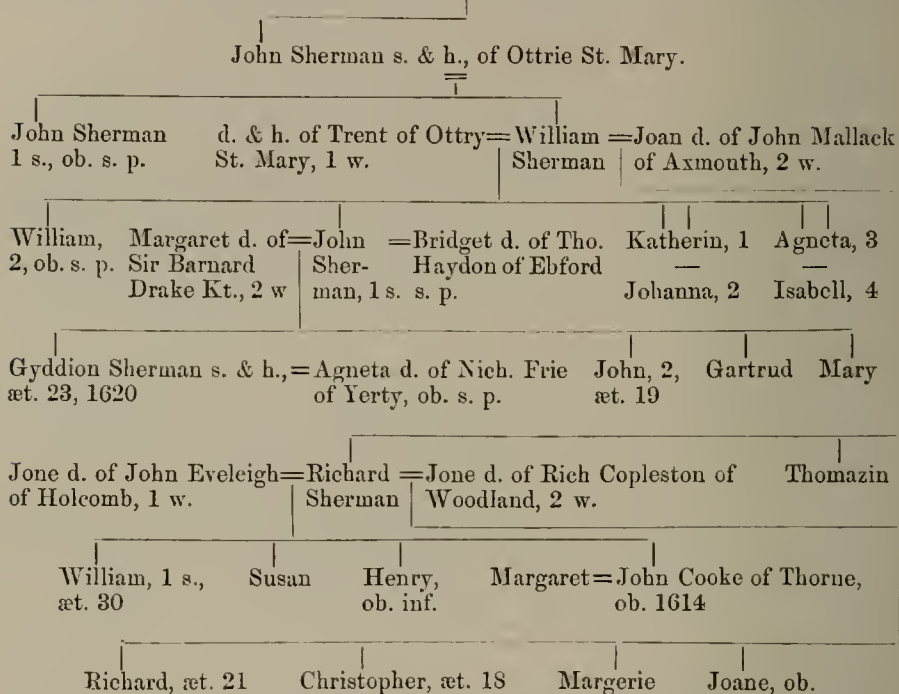 John Sherman s. & h., of Ottrie St. Mary.
John Sherman d. & h. of Trent of Ottry=William =Joan d. of John Mallack
1 s., ob. s. p. St. Mary, 1 w. Sherman of Axmouth, 2 w.
William, Margaret d. of=John =Bridget d. of Tho. Katherin, 1 Agneta, 3
2, ob. s. p. Sir Barnard Sher- Haydon of Ebford — —
Drake Kt., 2 w man, 1 s. s. p. Johanna, 2 Isabell, 4
Gyddion Sherman s. & h.,=Agneta d. of Nich. Frie John, 2, Gartrud Mary
æt. 23, 1620 of Yerty, ob. s. p. æt. 19
Jone d. of John Eveleigh=Richard =Jone d. of Rich Copleston of Thomazin
of Holcomb, 1 w. Sherman Woodland, 2 w.
William, 1 s., Susan Henry, Margaret=John Cooke of Thorne,
æt. 30 ob. inf. ob. 1614
Richard, æt. 21 Christopher, æt. 18 Margerie Joane, ob.